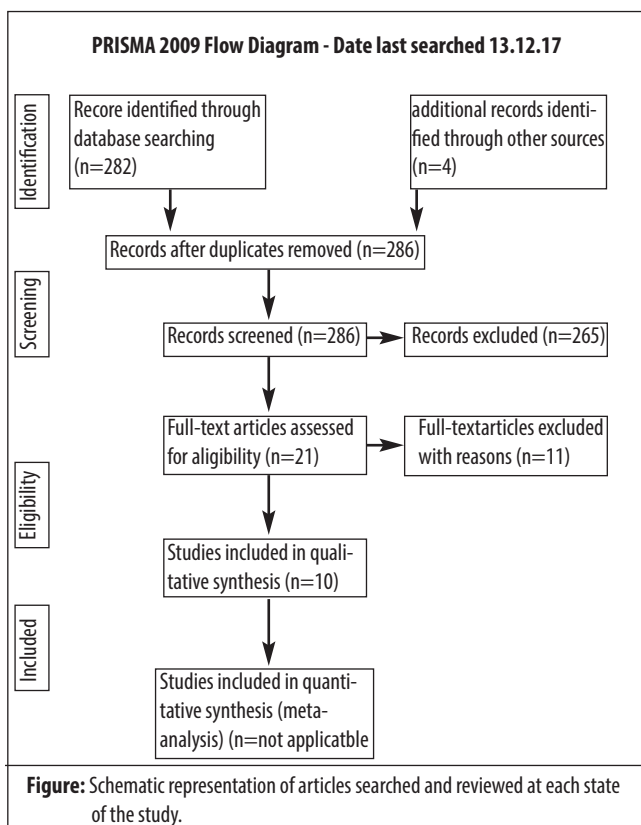 PRISMA 2009 Flow Diagram - Date last searched 13.12.17
Identification
Recore identified through
database searching
(n=282)
additional records identi-
fied through other sources
(n=4)
Records after duplicates removed (n=286)
Screening
Records screened (n=286)
Records excluded (n=265)
Full-text articles assessed
for aligibility (n=21)
Full-textarticles excluded
with reasons (n=11)
Eligibility
Studies included in quali-
tative synthesis (n=10)
Included
Studies included in quanti-
tative synthesis (meta-
analysis) (n=not applicatble
Figure: Schematic representation of articles searched and reviewed at each state
of the study.